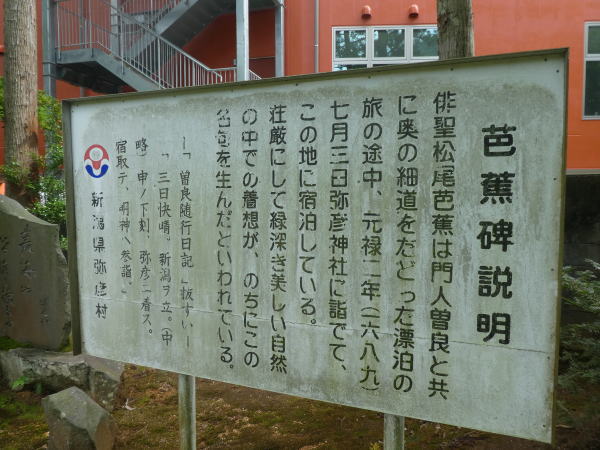 芭蕉碑説明
俳聖松尾芭蕉は門人曽良と共
に奥の細道をたどった漂泊の
旅の途中、元禄二年(一六八九)
七月三日弥彦神社に詣でて、
この地に宿泊している。
荘厳にして緑深き美しい自然
の中での着想が、のちにこの
名句を生んだといわれている。
―「曽良随行日記」抜すい―
「三日快晴。新潟ヲ立。(中
略)申ノ下刻 弥彦ニ着ス。
宿取テ、明神へ参詣。」
新潟県弥彦村